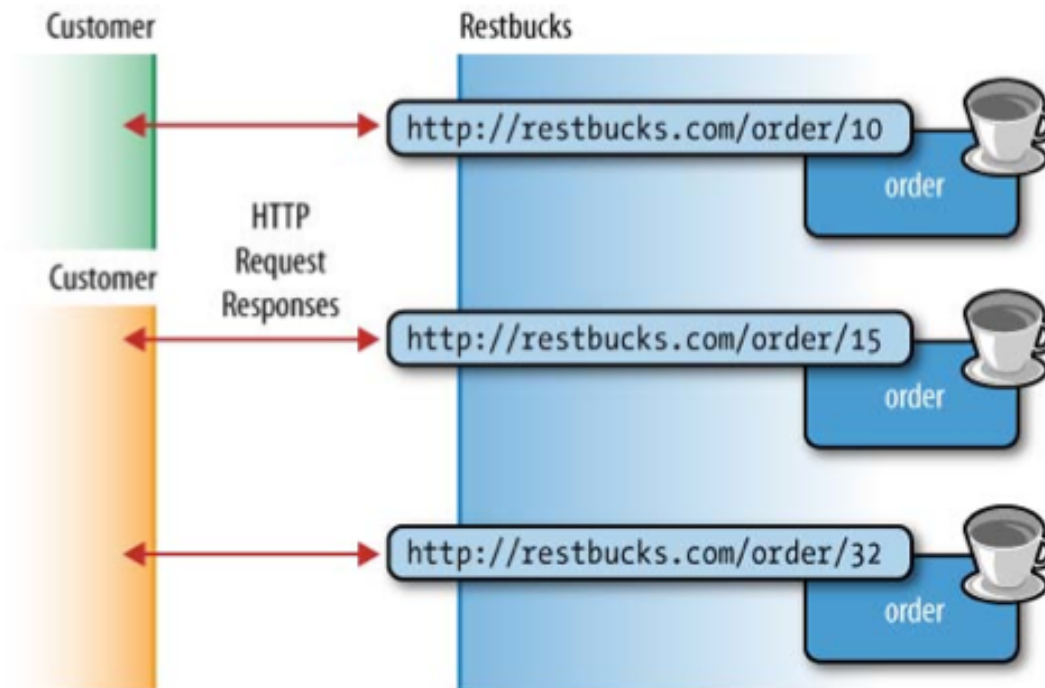 Customer
Restbucks
http://restbucks.com/order/10
order
HTTP
Request
Responses
Customer
http://restbucks.com/order/15
order
http://restbucks.com/order/32
order